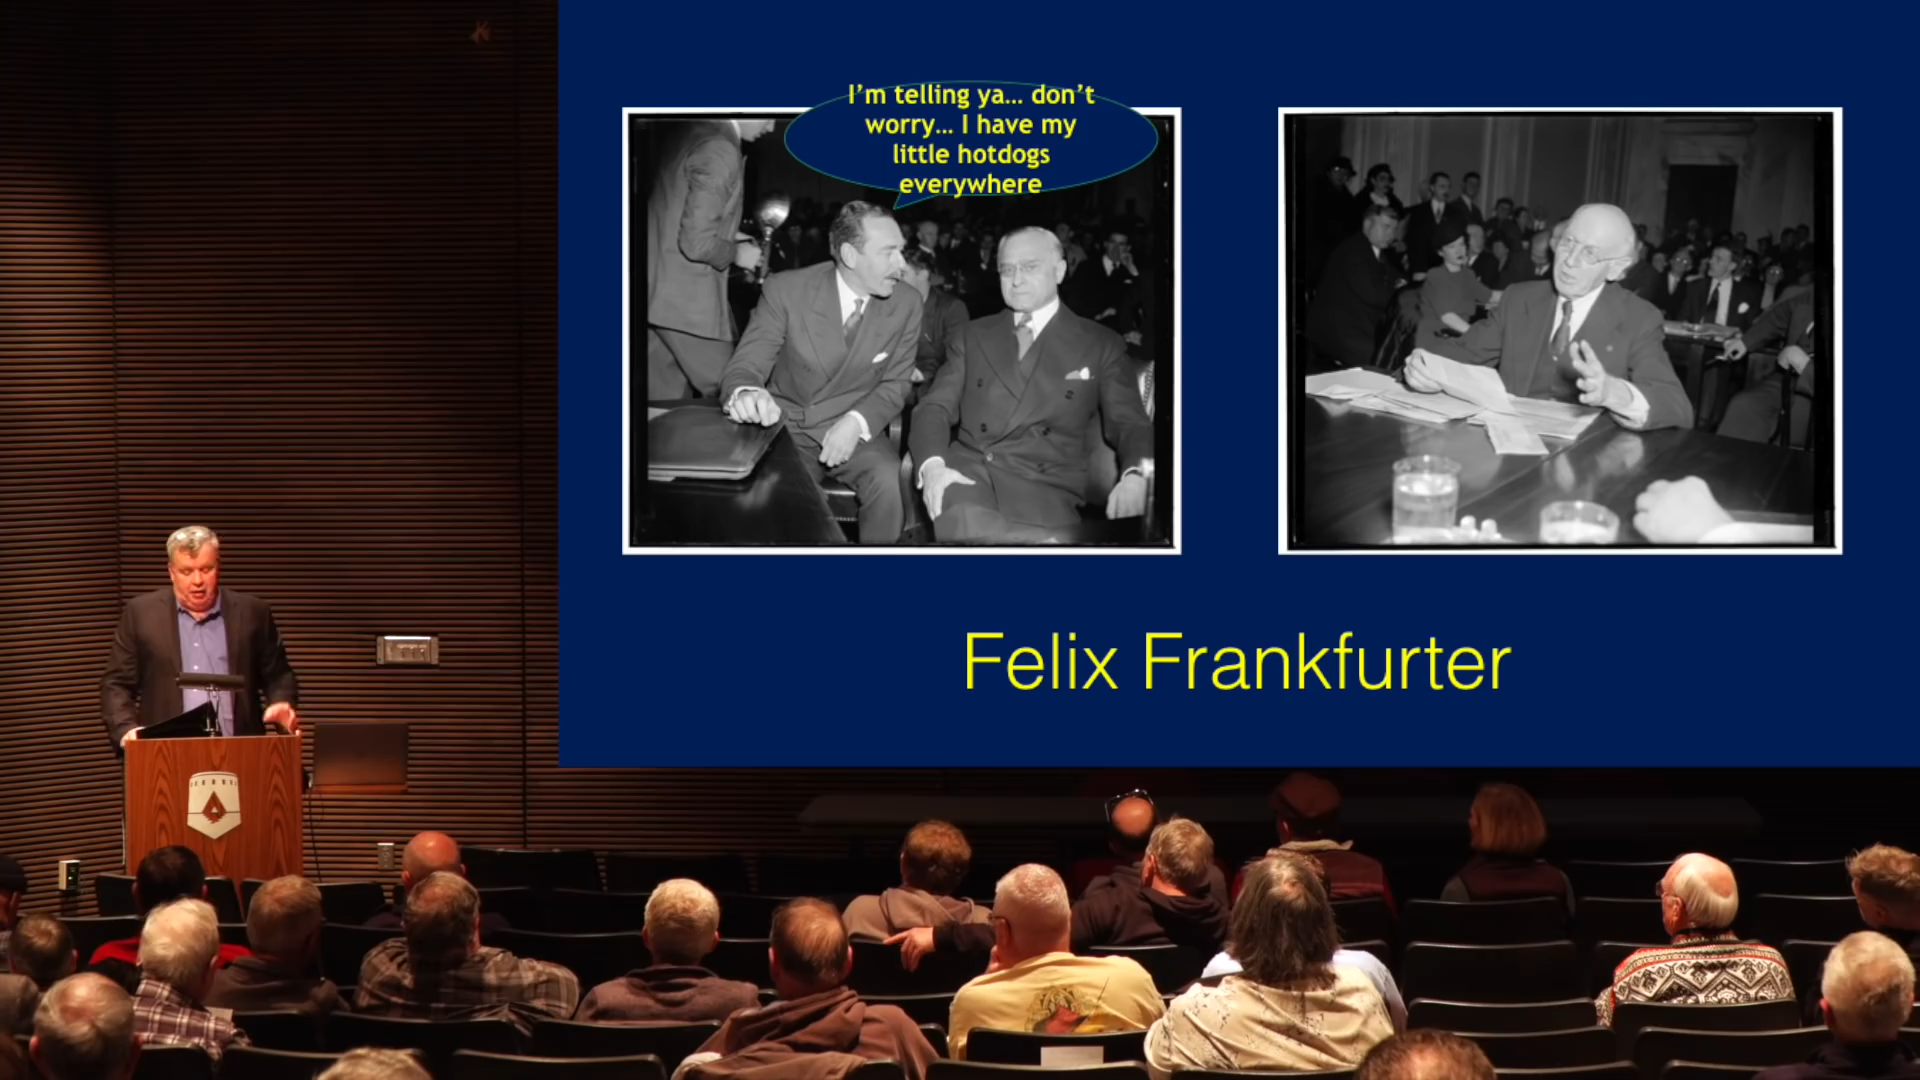 I'm telling ya... don't
worry... I have my
little hotdogs
everywhere
Felix Frankfurter